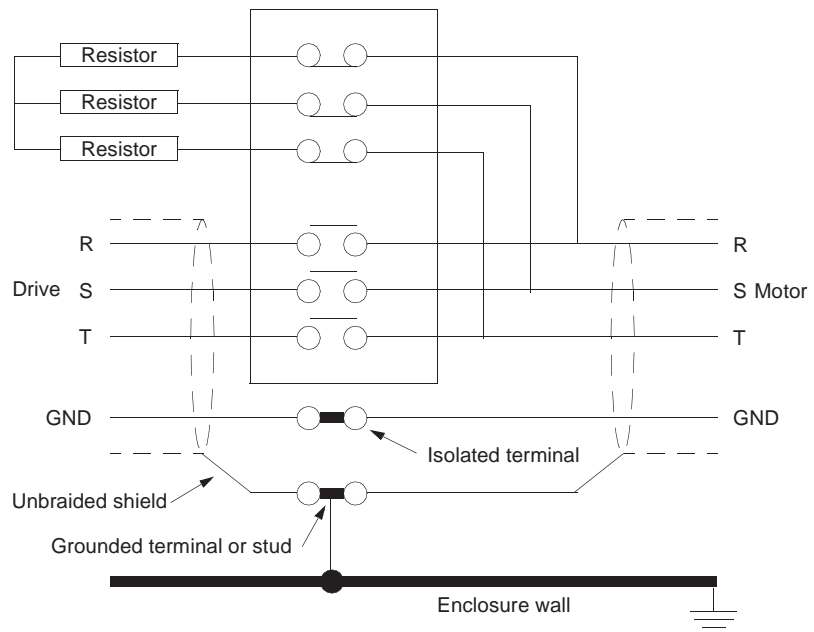 Resistor
Resistor
Resistor
R
R
Drive S
S Motor
T
T
GND
GND
Isolated terminal
Unbraided shield
Grounded terminal or stud
Enclosure wall